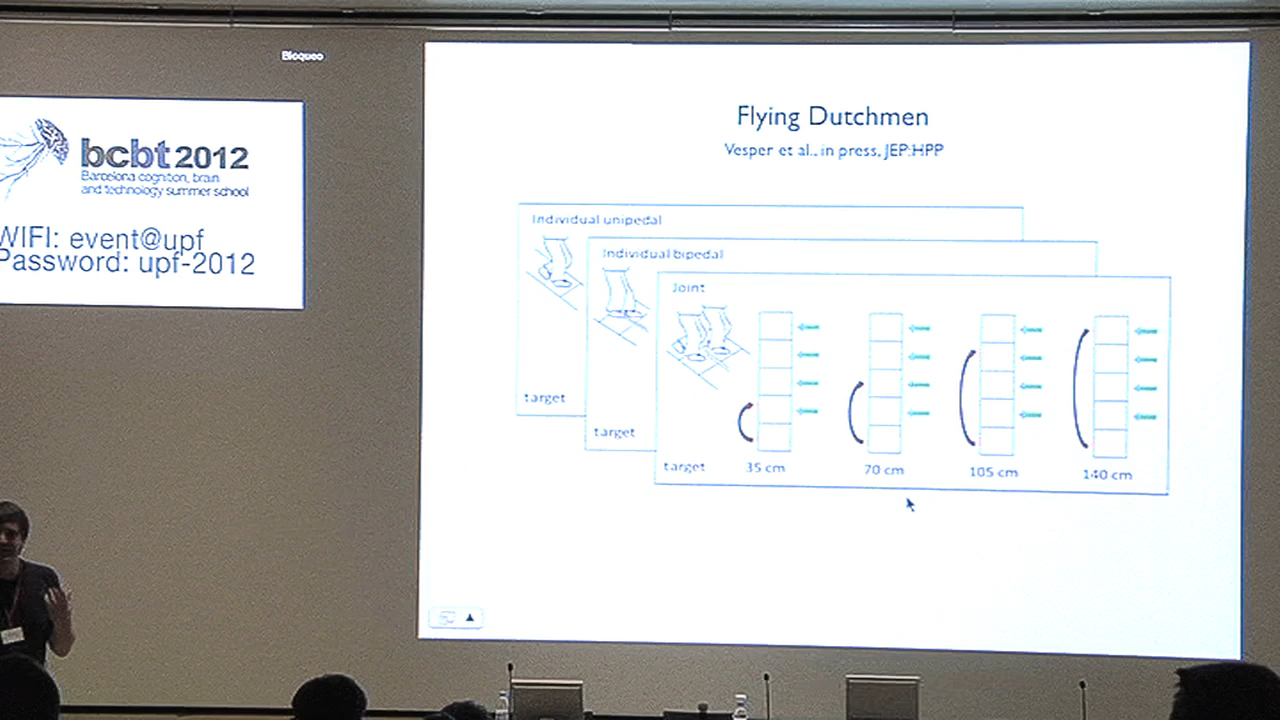 Bloqueo
bcbt 2012
Barcelona cognition, brain
and technology summer school
WIFI: event@upf
Password: upf-2012
Flying Dutchmen
Vesper et al., in press, JEP:HPP
Individual unipedal
target
Individual bipedal
target
Joint
target
35 cm
70 cm
105 cm
140 cm